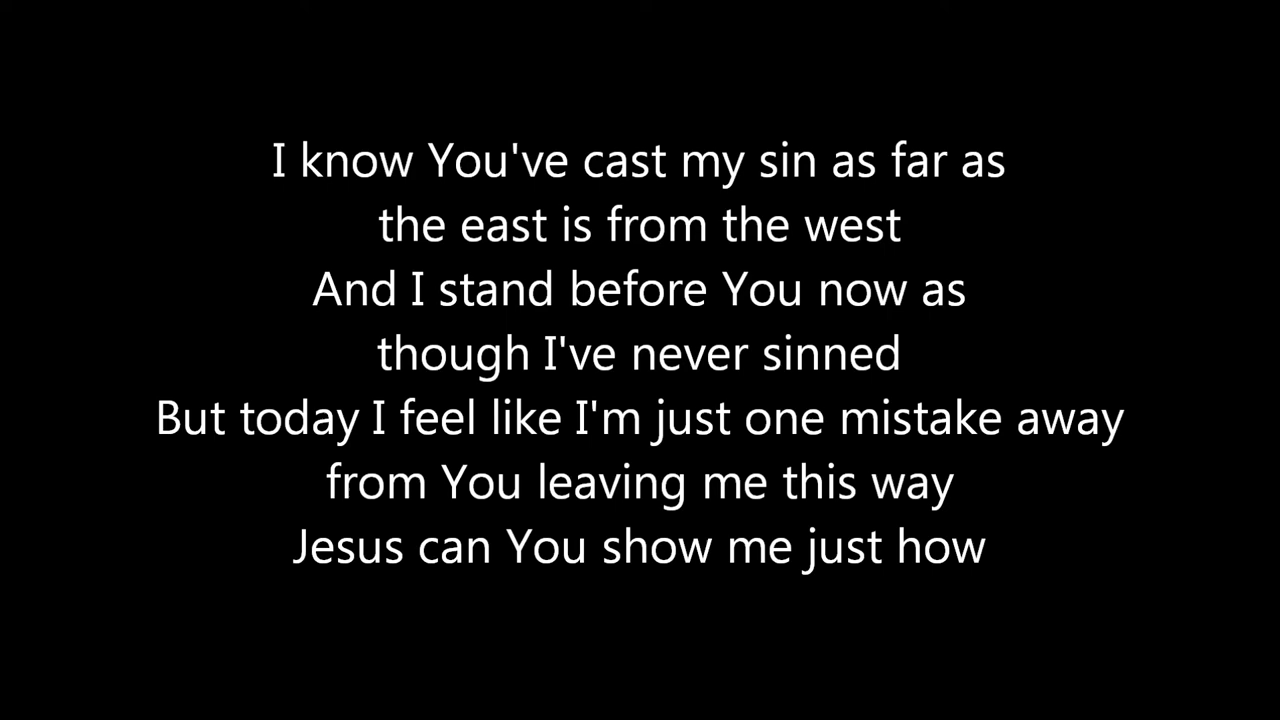 I know You've cast my sin as far as
the east is from the west
And I stand before You now as
though I've never sinned
But today I feel like I'm just one mistake away
from You leaving me this way
Jesus can You show me just how